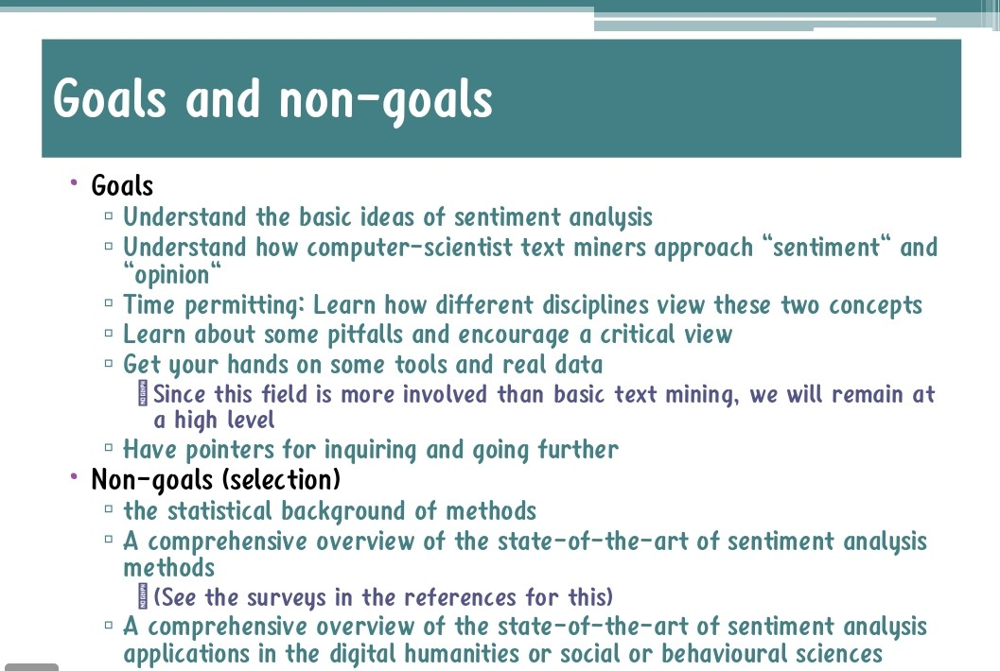 Goals and non-goals
• Goals
▫ Understand the basic ideas of sentiment analysis
▫ Understand how computer-scientist text miners approach “sentiment“ and
“opinion“
▫ Time permitting: Learn how different disciplines view these two concepts
▫ Learn about some pitfalls and encourage a critical view
▫ Get your hands on some tools and real data
Since this field is more involved than basic text mining, we will remain at
a high level
▫ Have pointers for inquiring and going further
• Non-goals (selection)
▫ the statistical background of methods
▫ A comprehensive overview of the state-of-the-art of sentiment analysis
methods
(See the surveys in the references for this)
▫ A comprehensive overview of the state-of-the-art of sentiment analysis
applications in the digital humanities or social or behavioural sciences